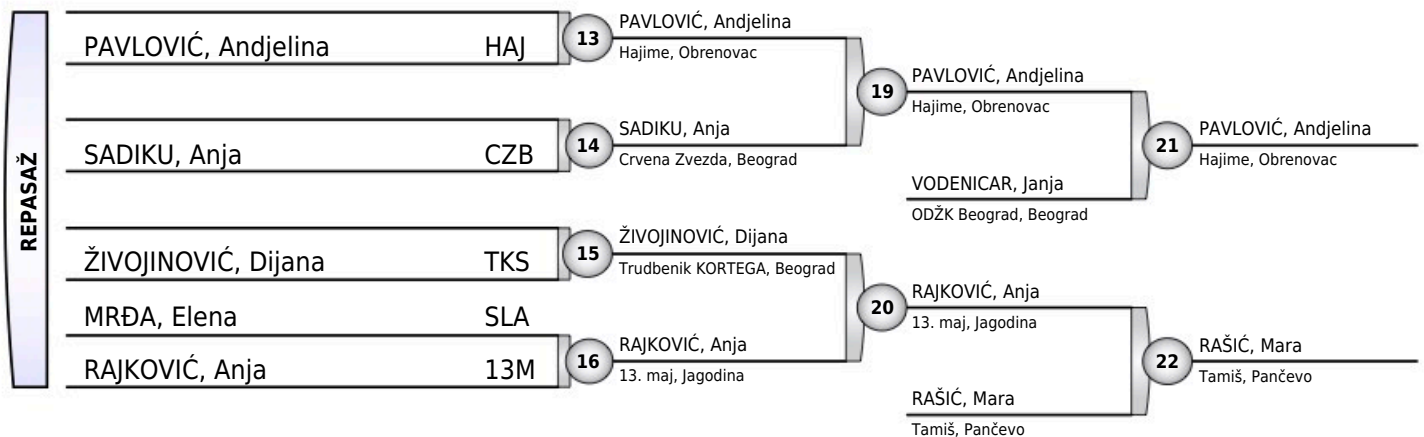 REPASAŽ
PAVLOVIĆ, Andjelina HAJ
13
PAVLOVIĆ, Andjelina
Hajime, Obrenovac
SADIKU, Anja CZB
14
SADIKU, Anja
Crvena Zvezda, Beograd
19
PAVLOVIĆ, Andjelina
Hajime, Obrenovac
VODENICAR, Janja
ODŽK Beograd, Beograd
21
PAVLOVIĆ, Andjelina
Hajime, Obrenovac
ŽIVOJINOVIĆ, Dijana TKS
15
ŽIVOJINOVIĆ, Dijana
Trudbenik KORTEGA, Beograd
MRĐA, Elena SLA
RAJKOVIĆ, Anja 13M
16
RAJKOVIĆ, Anja
13. maj, Jagodina
20
RAJKOVIĆ, Anja
13. maj, Jagodina
RAŠIĆ, Mara
Tamiš, Pančevo
22
RAŠIĆ, Mara
Tamiš, Pančevo